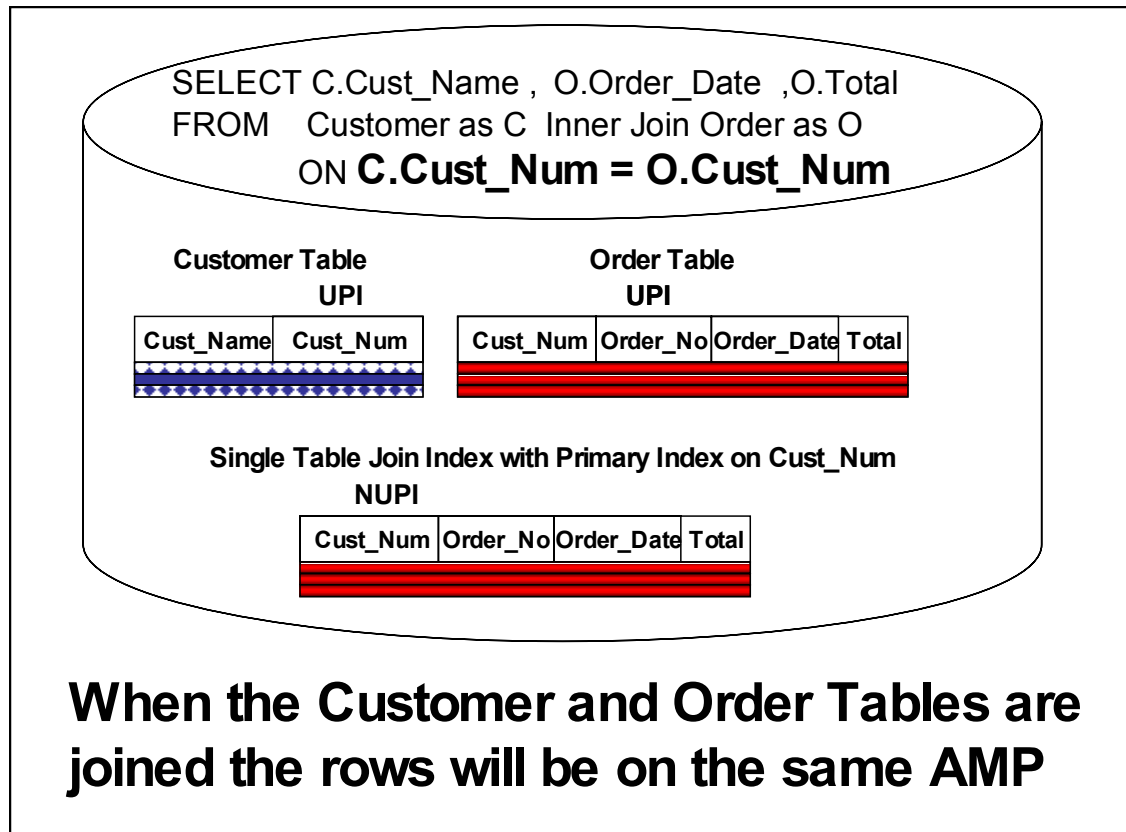 SELECT C.Cust_Name , O.Order_Date ,O.Total
FROM Customer as C Inner Join Order as O
ON C.Cust_Num = O.Cust_Num
Customer Table
UPI
Cust_Name Cust_Num
Order Table
UPI
Cust_Num Order_No Order_Date Total
Single Table Join Index with Primary Index on Cust_Num
NUPI
Cust_Num Order_No Order_Date Total
When the Customer and Order Tables are
joined the rows will be on the same AMP